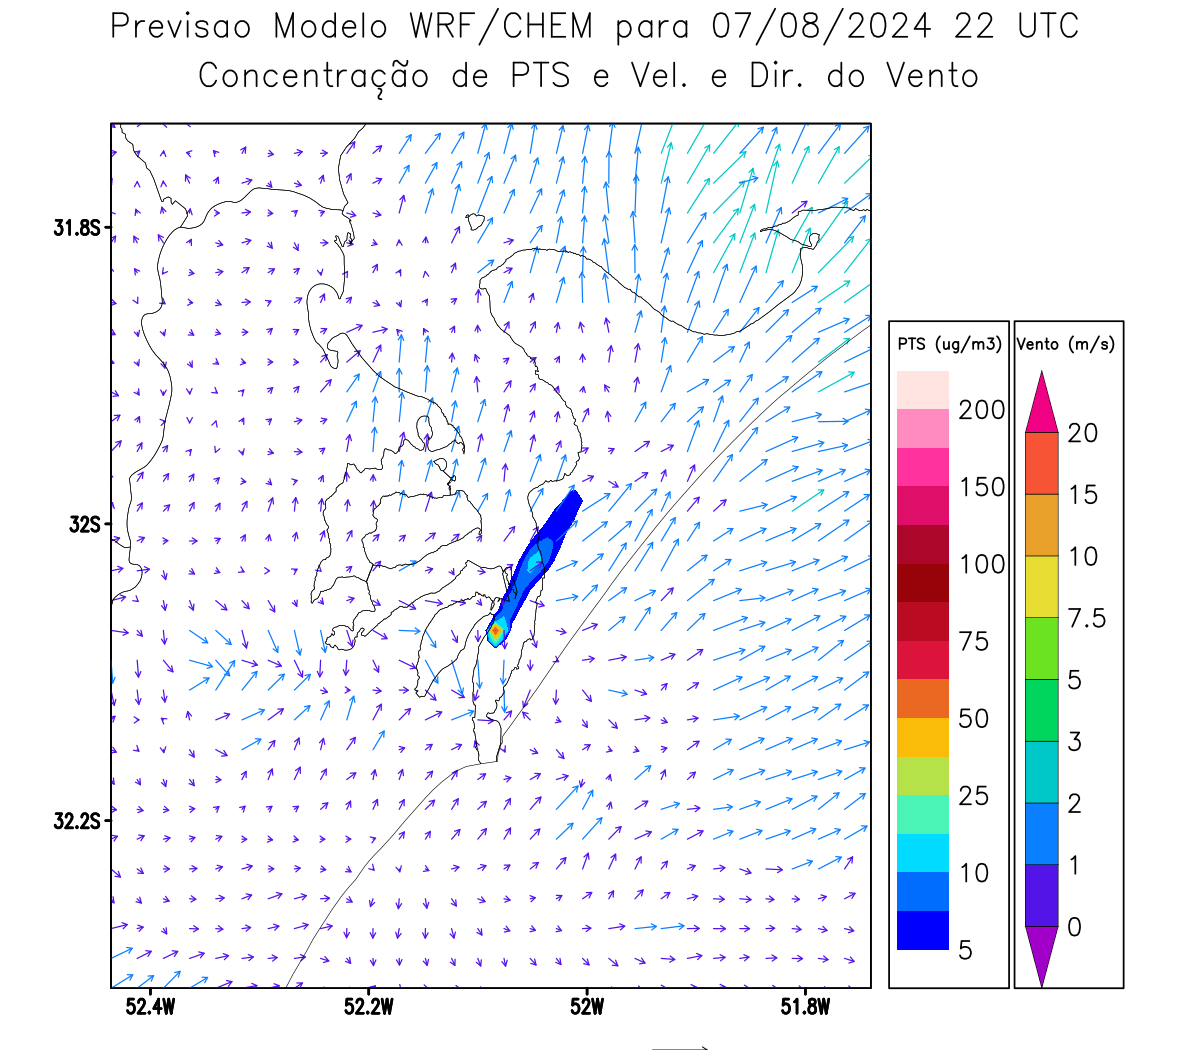 Previsao Modelo WRF/CHEM para 07/08/2024 22 UTC
Concentração de PTS e Vel. e Dir. do Vento
31.8S
32S
32.2S
52.4W
52.2W
52W
51.8W
PTS (ug/m3)
200
150
100
75
50
25
10
5
Vento (m/s)
20
15
10
7.5
5
3
2
1
0